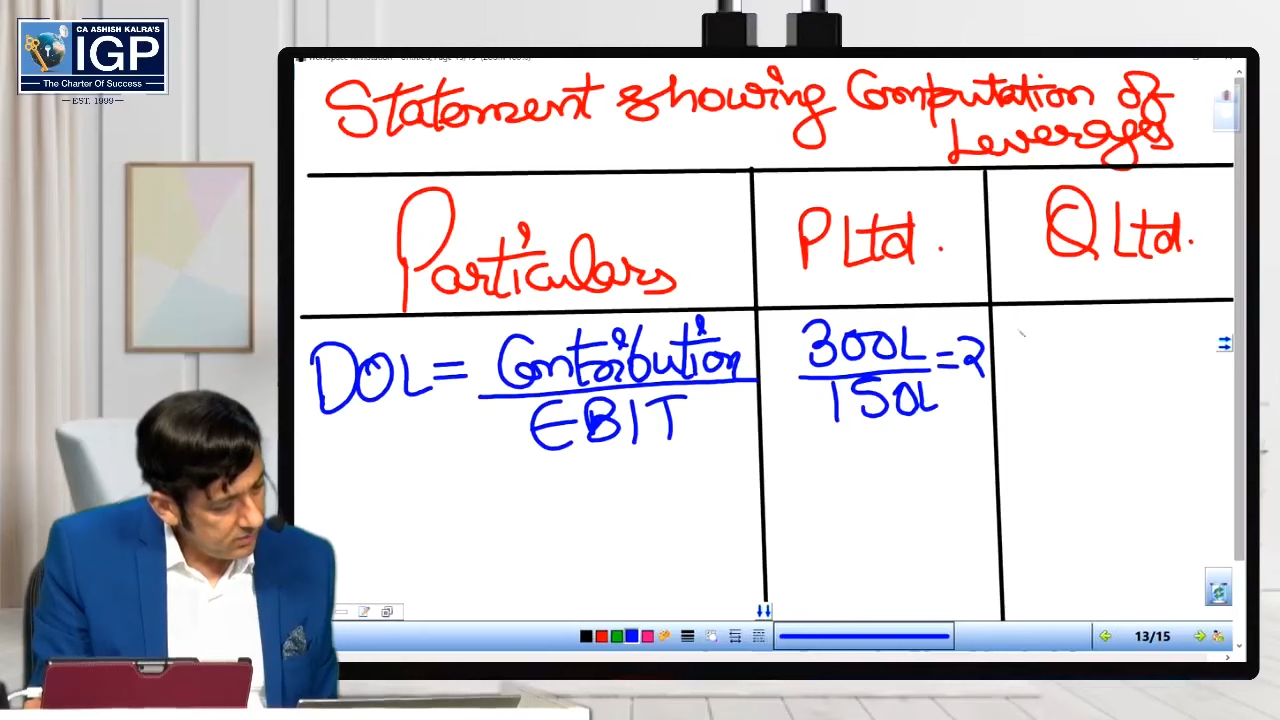 CA ASHISH KALRA'S
IGP
The Charter Of Success
EST. 1999
Statement showing Computation of
Leverages
Particulars P Ltd. Q Ltd.
DOL = Contribution / EBIT 300L / 150L = 2
13/15